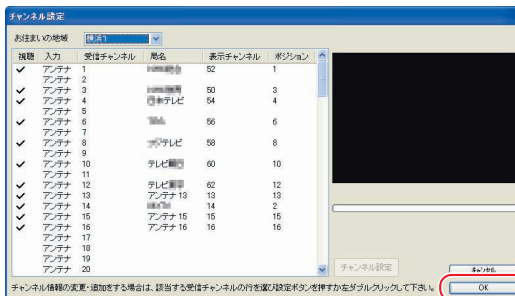 チャンネル設定
お住まいの地域 横浜1
視聴 入力 受信チャンネル 局名 表示チャンネル ポジション
アンテナ 1 52 1
アンテナ 2
アンテナ 3 50 3
アンテナ 4 テレビ 54 4
アンテナ 5
アンテナ 6 56 6
アンテナ 7
アンテナ 8 テレビ 58 8
アンテナ 9
アンテナ 10 テレビ 60 10
アンテナ 11
アンテナ 12 テレビ 62 12
アンテナ 13 アンテナ 13 13 13
アンテナ 14 14 2
アンテナ 15 アンテナ 15 15 15
アンテナ 16 アンテナ 16 16 16
アンテナ 17
アンテナ 18
アンテナ 19
アンテナ 20
チャンネル設定
キャンセル
チャンネル情報の変更・追加をする場合は、該当する受信チャンネルの行を選び設定ボタンを押すか左ダブルクリックして下さい。
OK